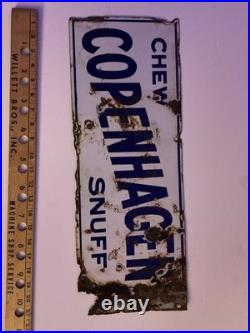 CHEW
COPENHAGEN
SNUFF
WILLETT BROS., INC.
MACHINE SHOP SERVICE